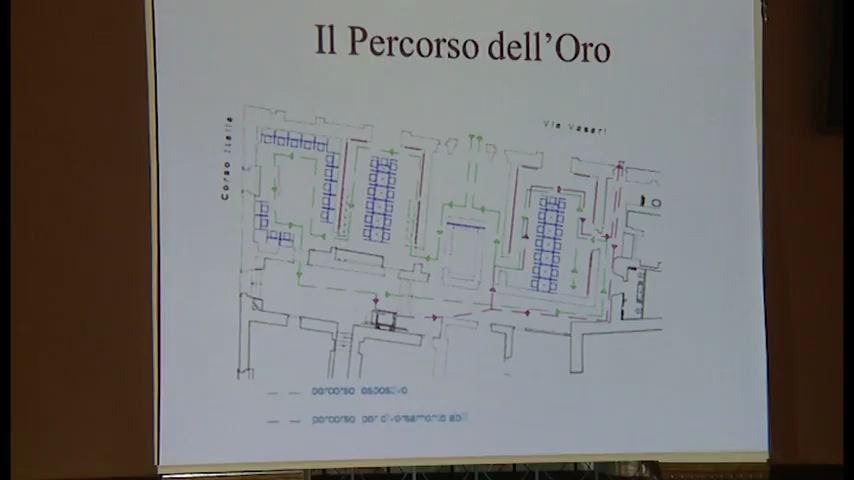 Il Percorso dell'Oro
Via Vasari
Corso Italia
percorso espositivo
percorso per diversamente abili